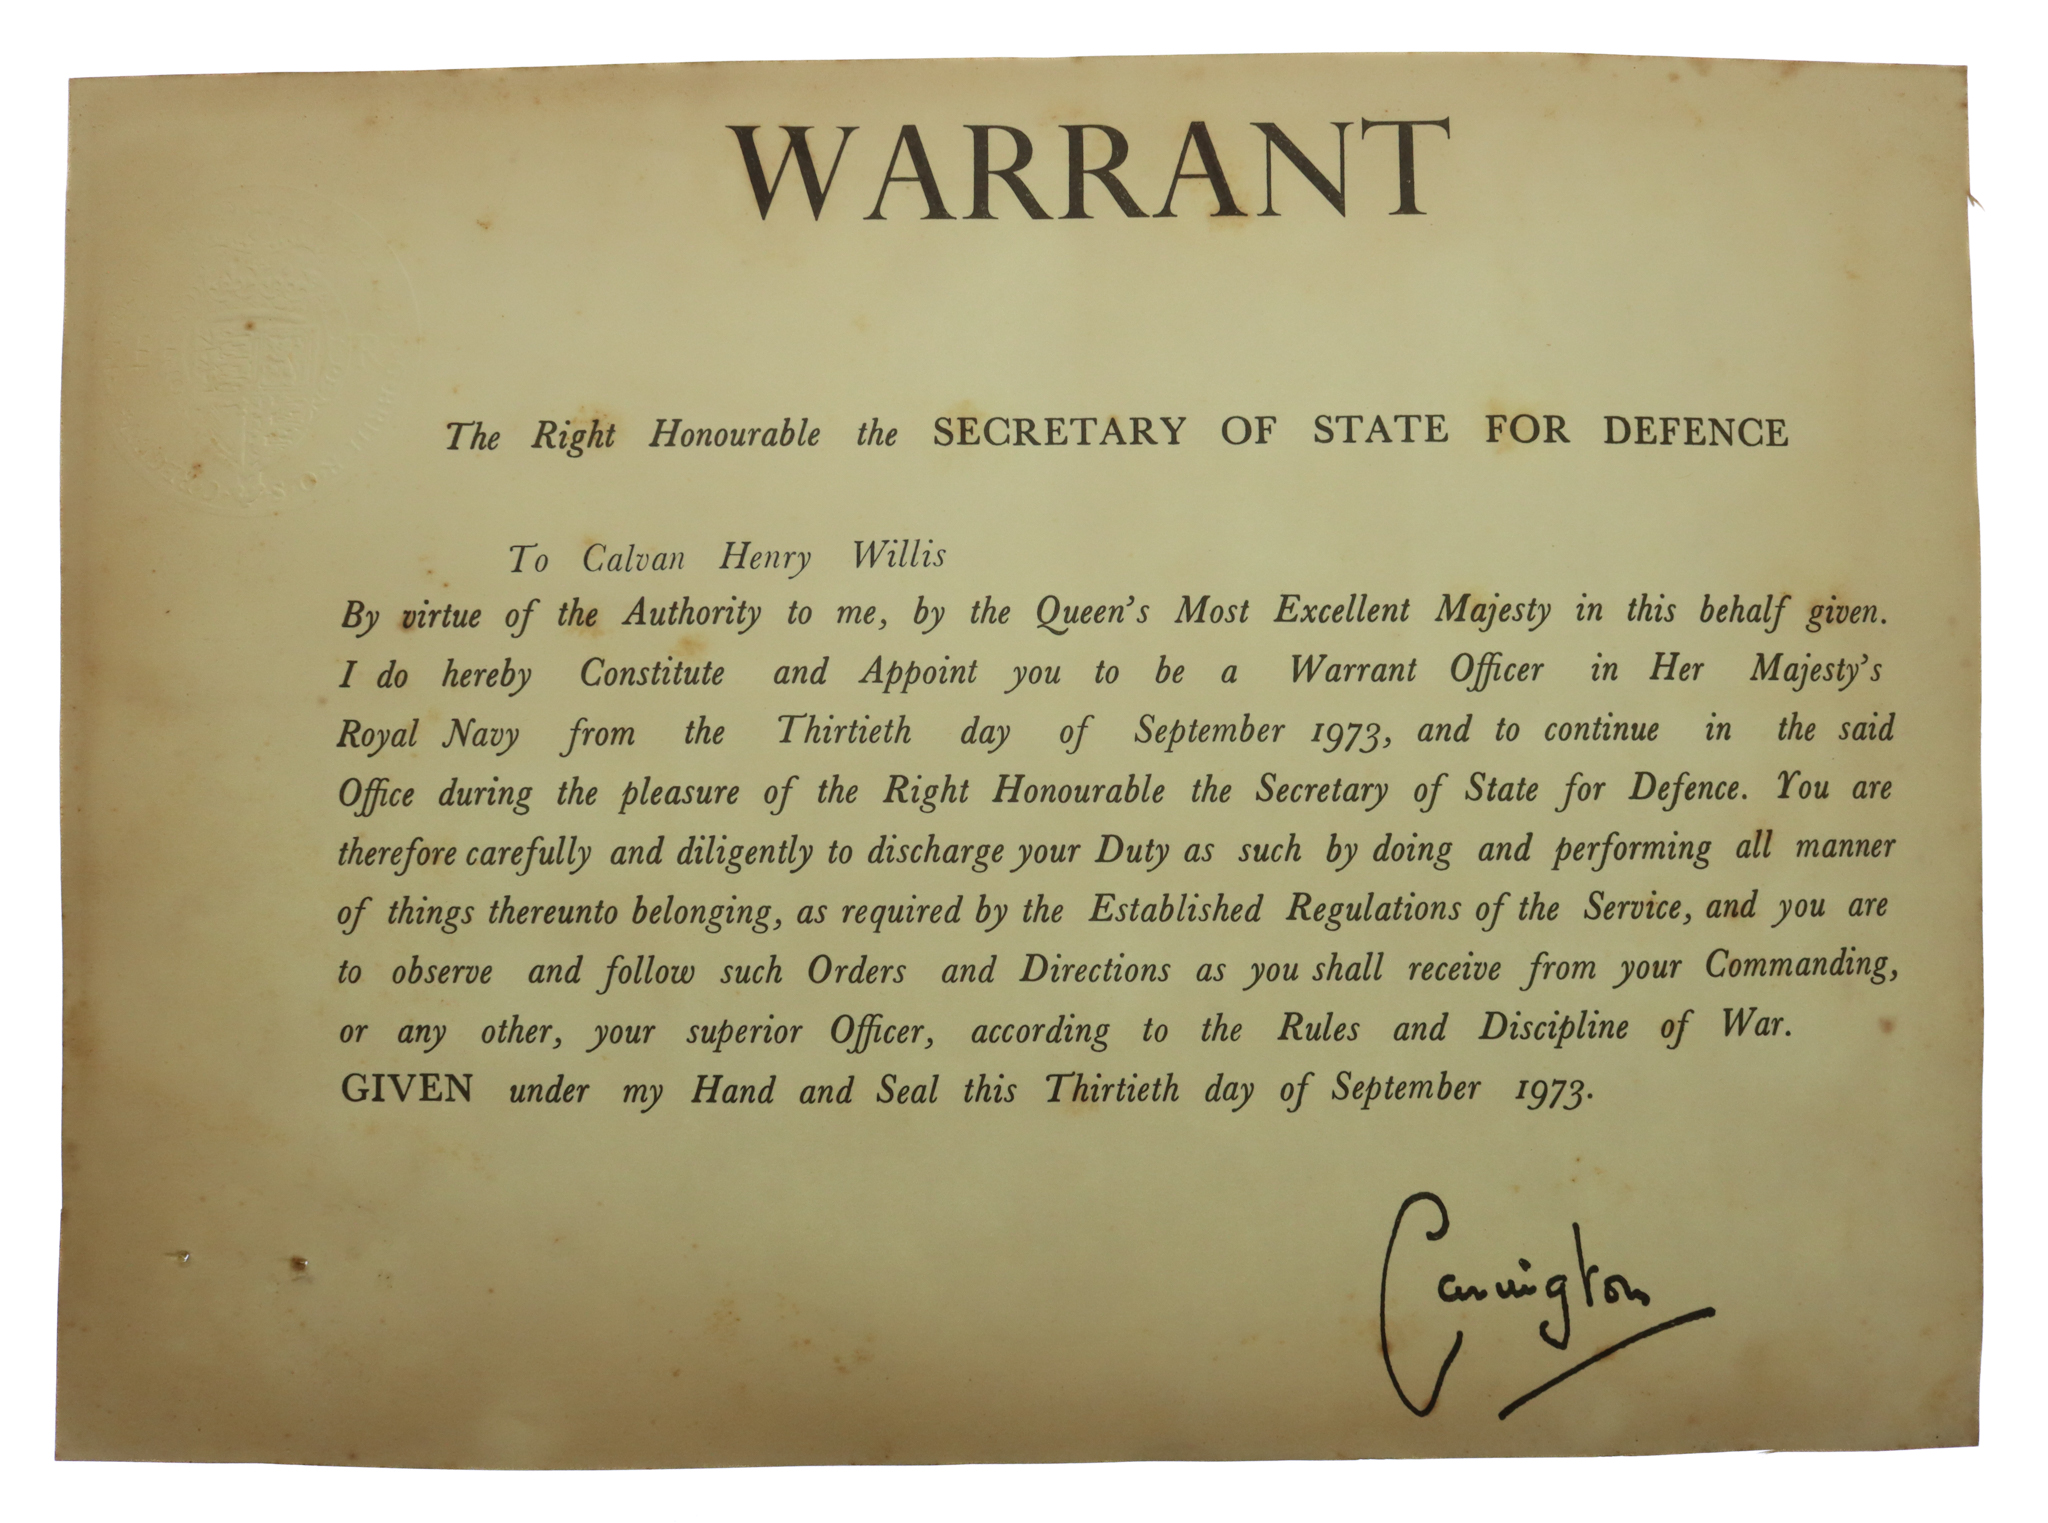 WARRANT
The Right Honourable the SECRETARY OF STATE FOR DEFENCE
To Calvan Henry Willis
By virtue of the Authority to me, by the Queen's Most Excellent Majesty in this behalf given.
I do hereby Constitute and Appoint you to be a Warrant Officer in Her Majesty's
Royal Navy from the Thirtieth day of September 1973, and to continue in the said
Office during the pleasure of the Right Honourable the Secretary of State for Defence. You are
therefore carefully and diligently to discharge your Duty as such by doing and performing all manner
of things thereunto belonging, as required by the Established Regulations of the Service, and you are
to observe and follow such Orders and Directions as you shall receive from your Commanding,
or any other, your superior Officer, according to the Rules and Discipline of War.
GIVEN under my Hand and Seal this Thirtieth day of September 1973.
Carrington